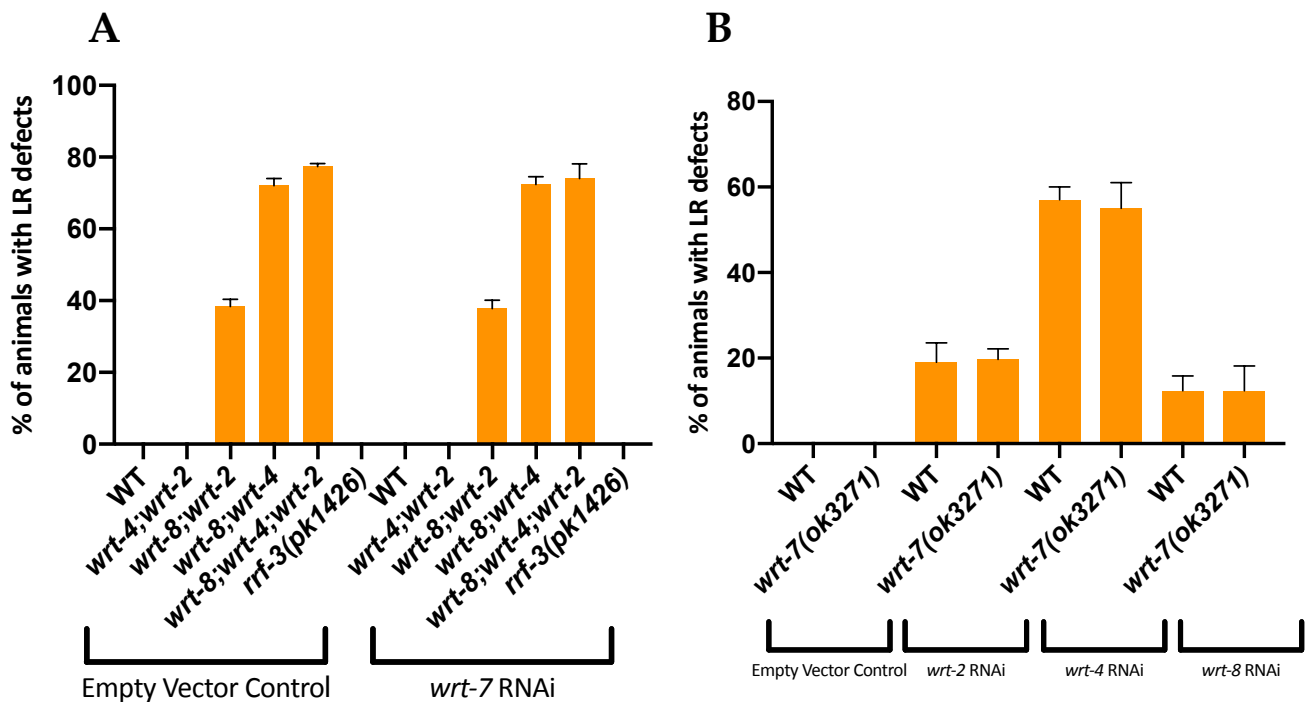 A
% of animals with LR defects
100
80
60
40
20
0
WT
wrt-4;wrt-2
wrt-8;wrt-2
wrt-8;wrt-4
wrt-8;wrt-4;wrt-2
rrf-3(pk1426)
WT
wrt-4;wrt-2
wrt-8;wrt-2
wrt-8;wrt-4
wrt-8;wrt-4;wrt-2
rrf-3(pk1426)
Empty Vector Control
wrt-7 RNAi
B
% of animals with LR defects
80
60
40
20
0
WT
wrt-7(ok3271)
WT
wrt-7(ok3271)
WT
wrt-7(ok3271)
WT
wrt-7(ok3271)
Empty Vector Control
wrt-2 RNAi
wrt-4 RNAi
wrt-8 RNAi